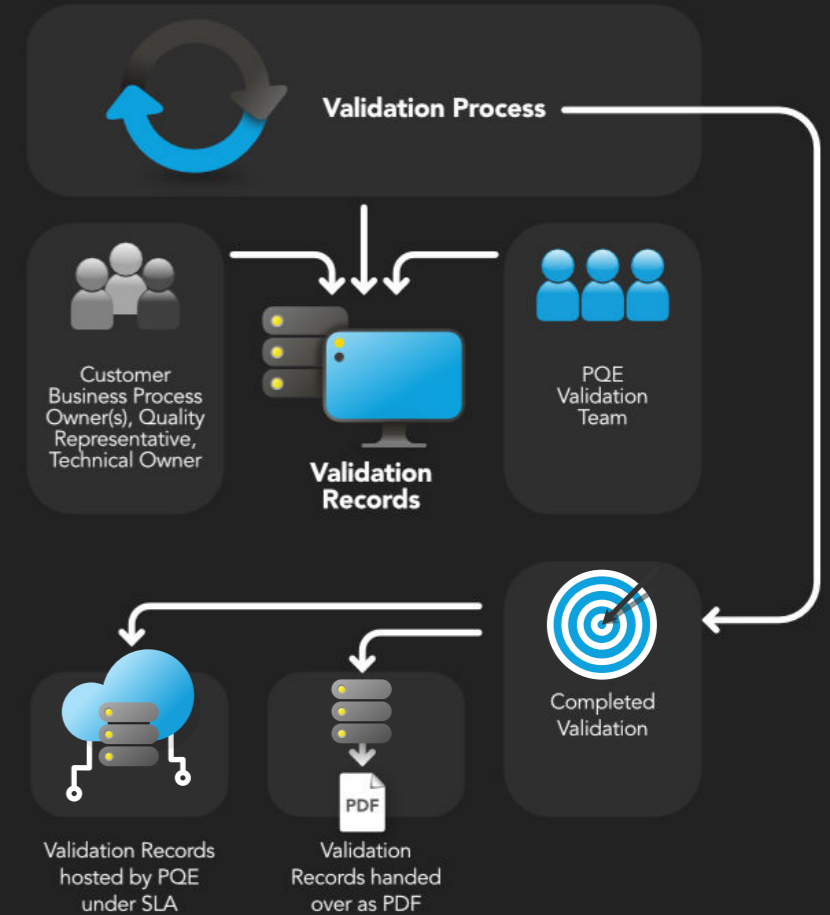 Validation Process
Customer
Business Process
Owner(s), Quality
Representative,
Technical Owner
Validation
Records
PQE
Validation
Team
Completed
Validation
PDF
Validation Records
hosted by PQE
under SLA
Validation
Records handed
over as PDF